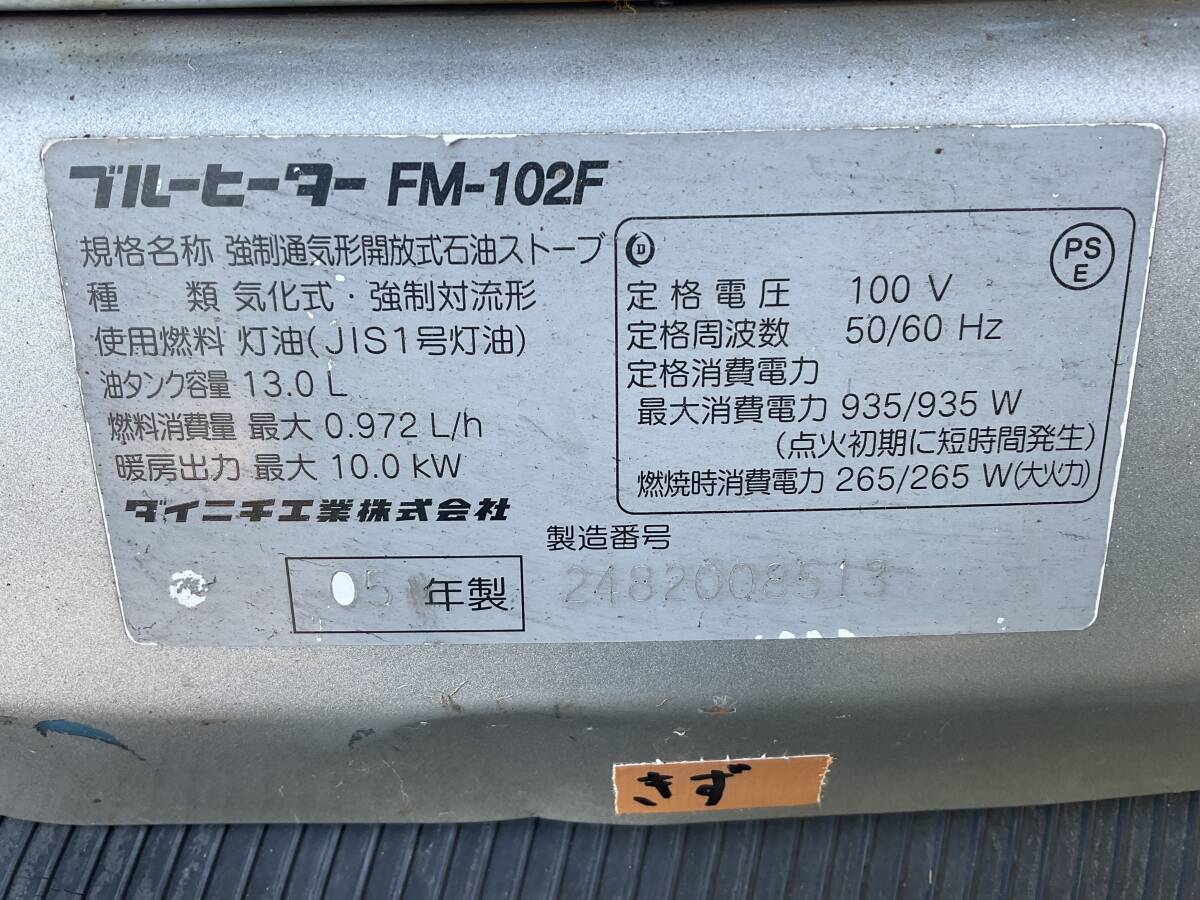 ブルーヒーター FM-102F
規格名称 強制通気形開放式石油ストーブ
種 類 気化式・強制対流形
使用燃料 灯油(JIS1号灯油)
油タンク容量 13.0 L
燃料消費量 最大 0.972 L/h
暖房出力 最大 10.0 kW
ダイニチ工業株式会社
05 年製
D
PS
E
定格電圧 100 V
定格周波数 50/60 Hz
定格消費電力
最大消費電力 935/935 W
(点火初期に短時間発生)
燃焼時消費電力 265/265 W(大火力)
製造番号
2482008513
きず